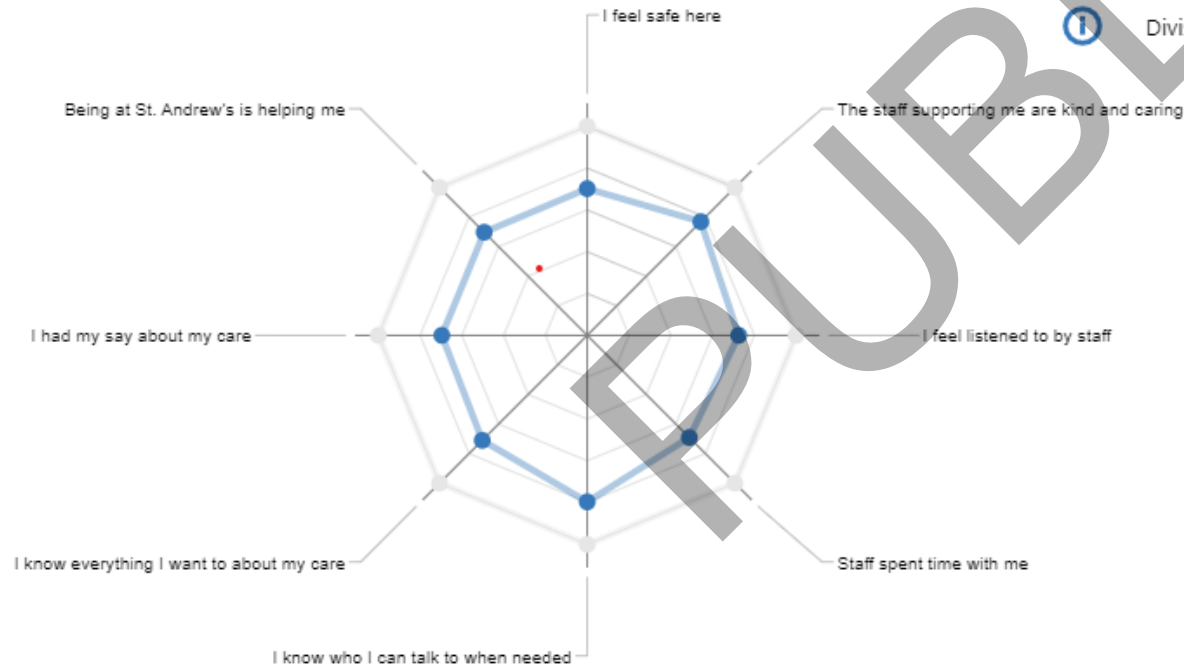 I feel safe here
Divi
Being at St. Andrew's is helping me
The staff supporting me are kind and caring
I had my say about my care
I feel listened to by staff
I know everything I want to about my care
Staff spent time with me
I know who I can talk to when needed
PUBL